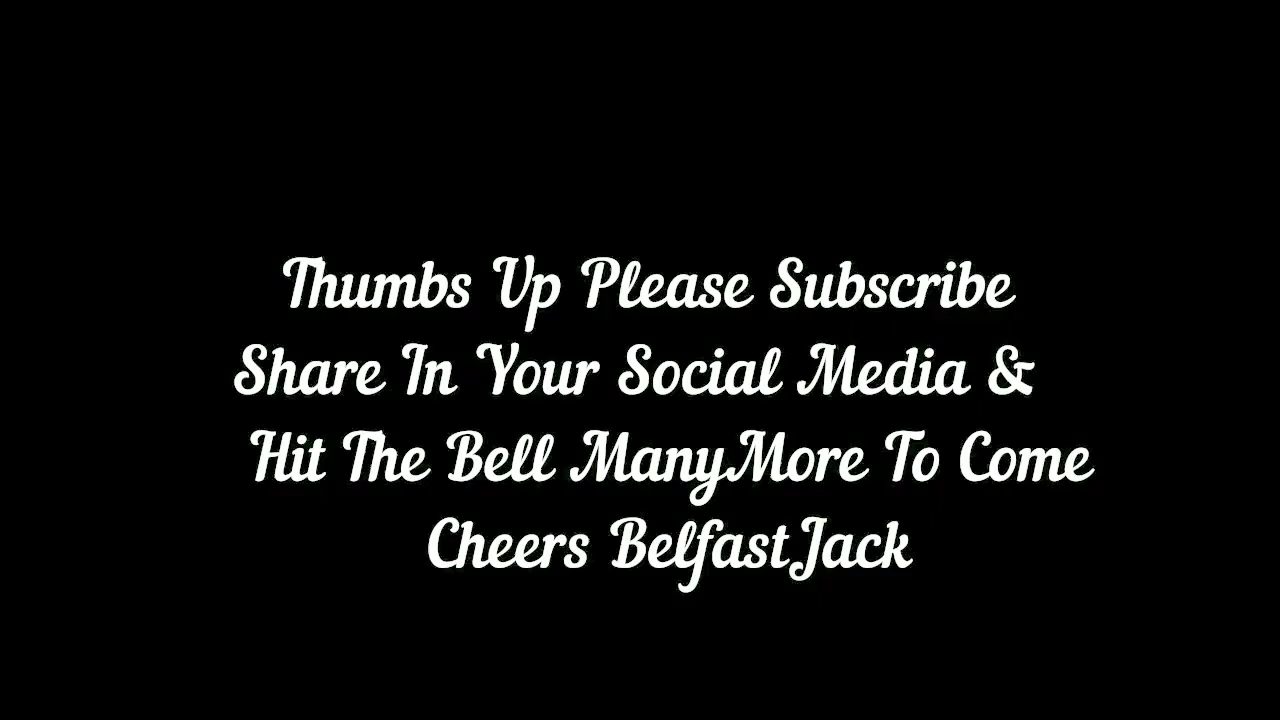 Thumbs Up Please Subscribe
Share In Your Social Media &
Hit The Bell ManyMore To Come
Cheers BelfastJack